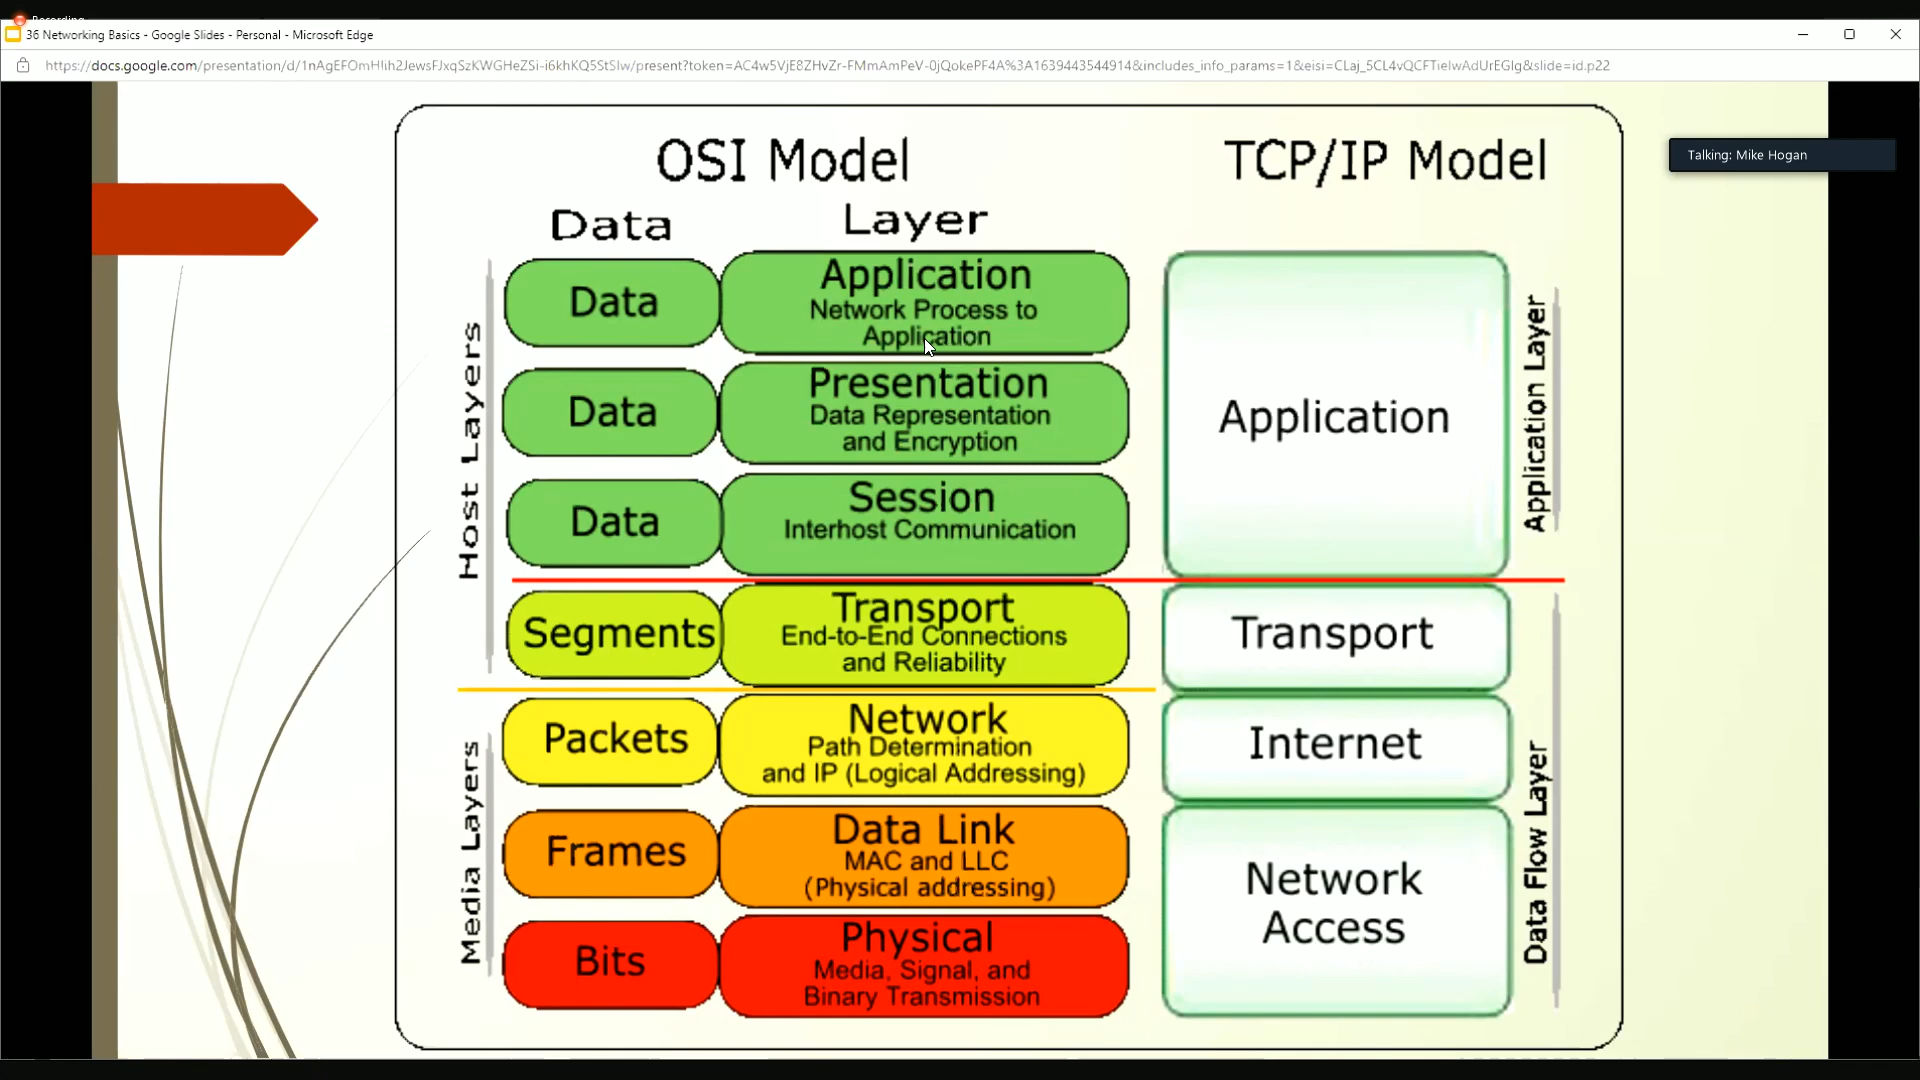 Recording
36 Networking Basics - Google Slides - Personal - Microsoft Edge
https://docs.google.com/presentation/d/1nAgEFOmH!ih2JewsFJxqSzKWGHeZSi-i6khKQ5StSlw/present?token=AC4w5VjE8ZHvZr-FMmAmPeV-0jQokePF4A%3A1639443544914&includes_info_params=1&eisi=CLaj_5CL4vQCFTieIwAdUrEGIg&slide=id.p22
Talking: Mike Hogan
OSI Model
TCP/IP Model
Data
Layer
Host Layers
Data
Application
Network Process to
Application
Data
Presentation
Data Representation
and Encryption
Data
Session
Interhost Communication
Application
Application Layer
Segments
Transport
End-to-End Connections
and Reliability
Transport
Media Layers
Packets
Network
Path Determination
and IP (Logical Addressing)
Internet
Frames
Data Link
MAC and LLC
(Physical addressing)
Bits
Physical
Media, Signal, and
Binary Transmission
Network
Access
Data Flow Layer